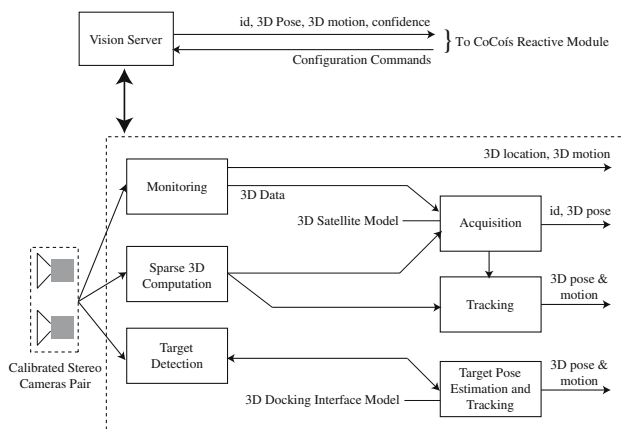 id, 3D Pose, 3D motion, confidence
Vision Server
} To CoCoís Reactive Module
Configuration Commands
3D location, 3D motion
Monitoring
3D Data
3D Satellite Model
Acquisition
id, 3D pose
Sparse 3D
Computation
Tracking
3D pose &
motion
Target
Detection
Calibrated Stereo
Cameras Pair
3D Docking Interface Model
Target Pose
Estimation and
Tracking
3D pose &
motion